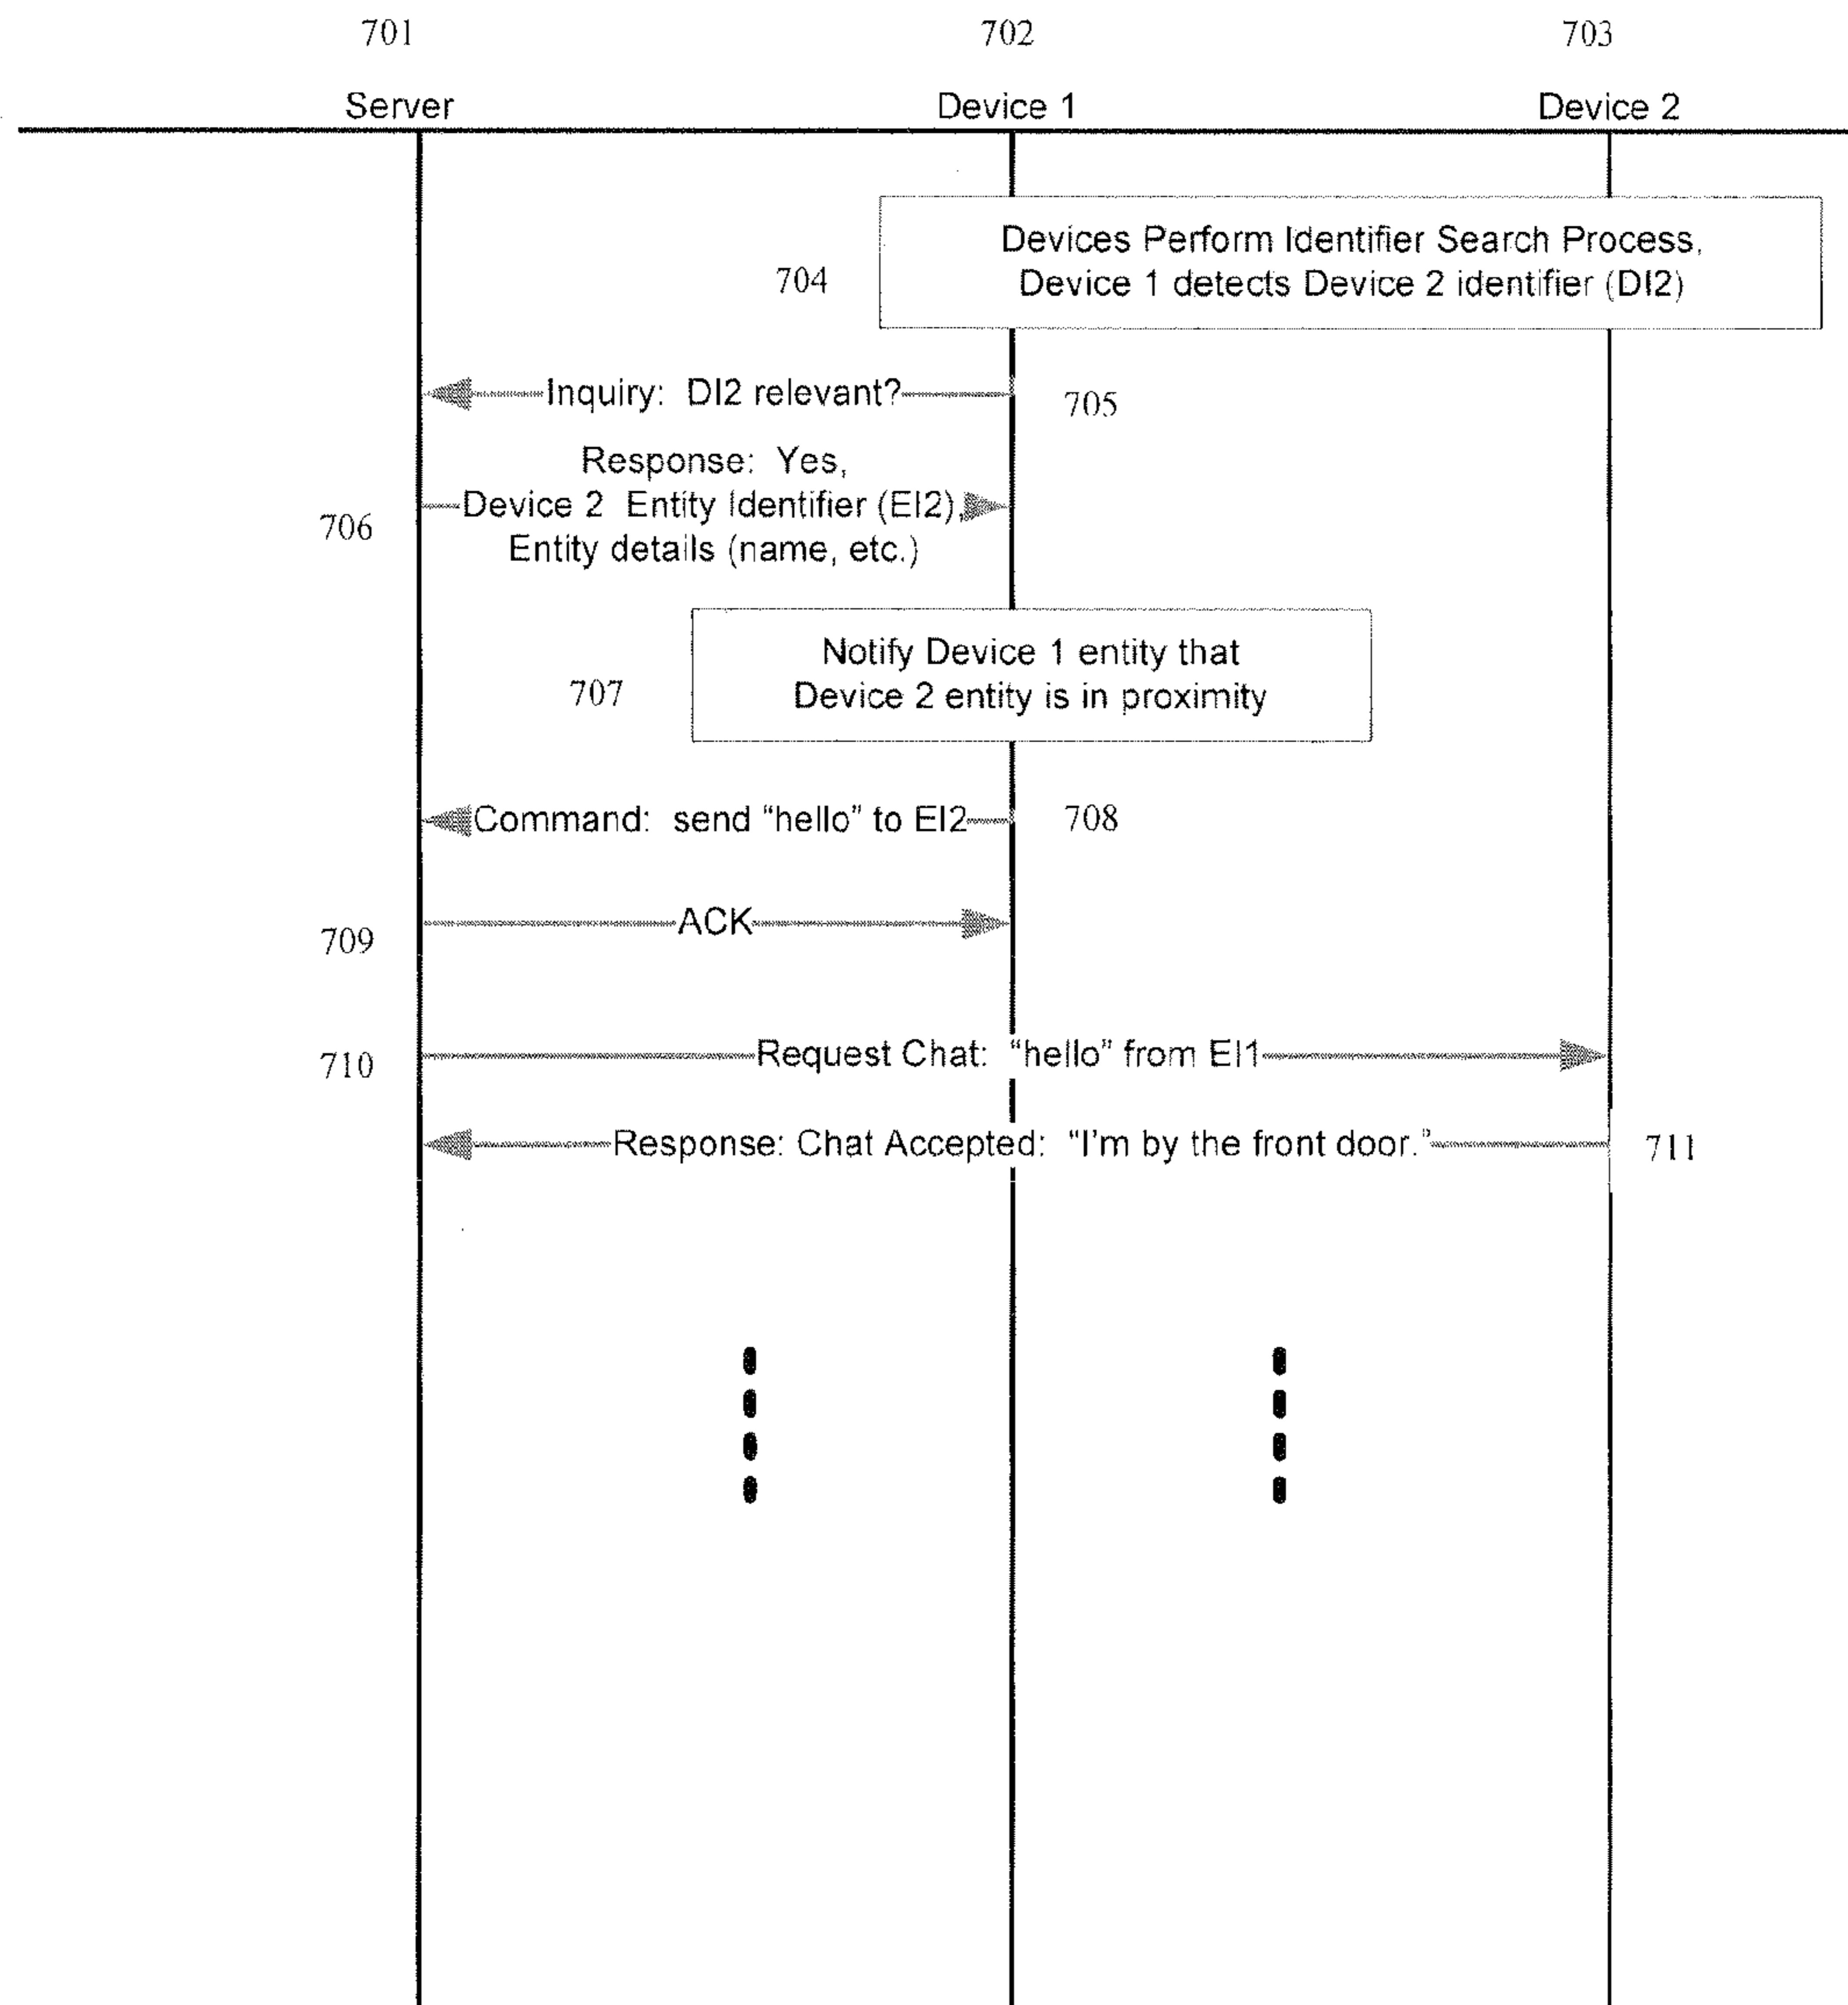 701
702
703
Server
Device 1
Device 2
Devices Perform Identifier Search Process,
Device 1 detects Device 2 identifier (DI2)
704
Inquiry: DI2 relevant?
705
Response: Yes,
Device 2 Entity Identifier (EI2),
Entity details (name, etc.)
706
Notify Device 1 entity that
Device 2 entity is in proximity
707
Command: send "hello" to EI2
708
ACK
709
Request Chat: "hello" from EI1
710
Response: Chat Accepted: "I'm by the front door."
711